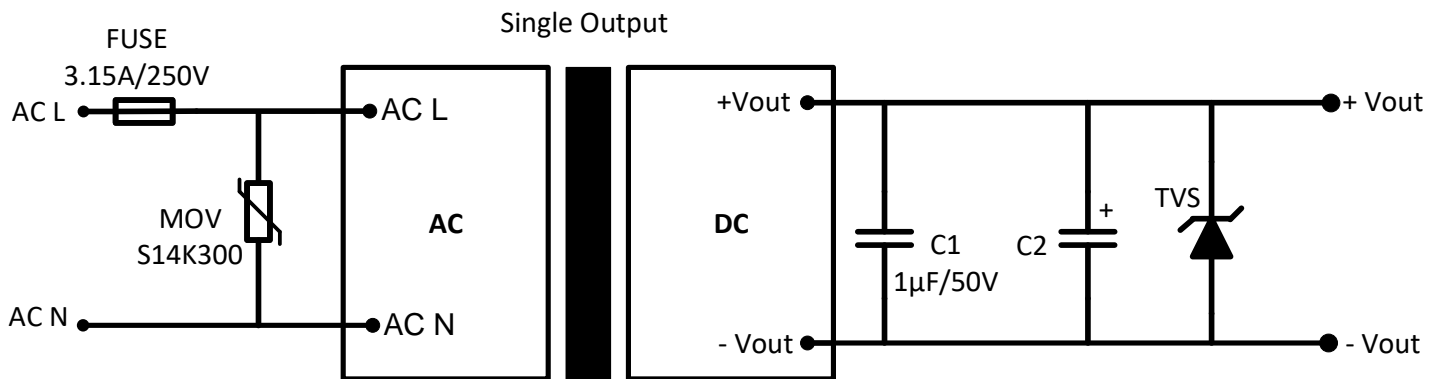 Single Output
FUSE
3.15A/250V
AC L
AC L
+Vout
+ Vout
MOV
S14K300
AC
DC
C1
1µF/50V
C2
+
TVS
AC N
AC N
- Vout
- Vout